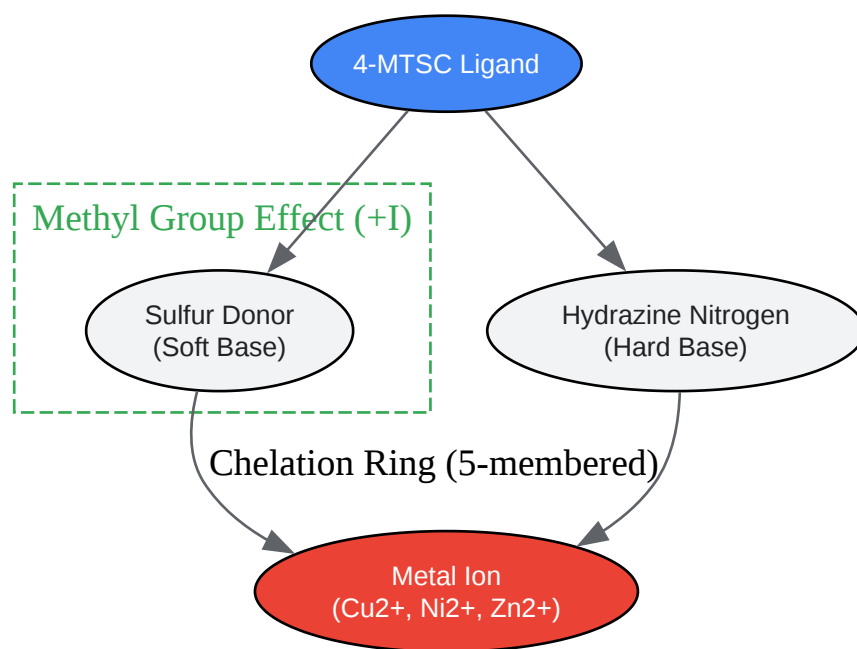 4-MTSC Ligand
Methyl Group Effect (+I)
Sulfur Donor
(Soft Base)
Hydrazine Nitrogen
(Hard Base)
Chelation Ring (5-membered)
Metal Ion
(Cu2+, Ni2+, Zn2+)